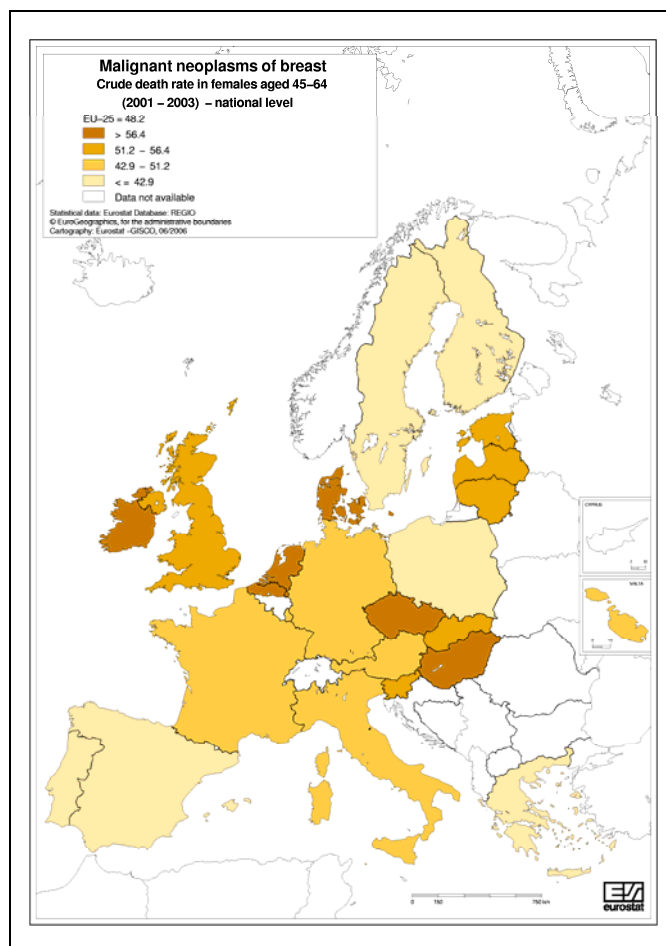 Malignant neoplasms of breast
Crude death rate in females aged 45–64
(2001 – 2003) – national level
EU–25 = 48.2
> 56.4
51.2 – 56.4
42.9 – 51.2
< = 42.9
Data not available
Statistical data: Eurostat Database: REGIO
© EuroGeographics, for the administrative boundaries
Cartography: Eurostat –GISCO, 06/2006
CYPRUS
MALTA
0 150 750 km
eurostat